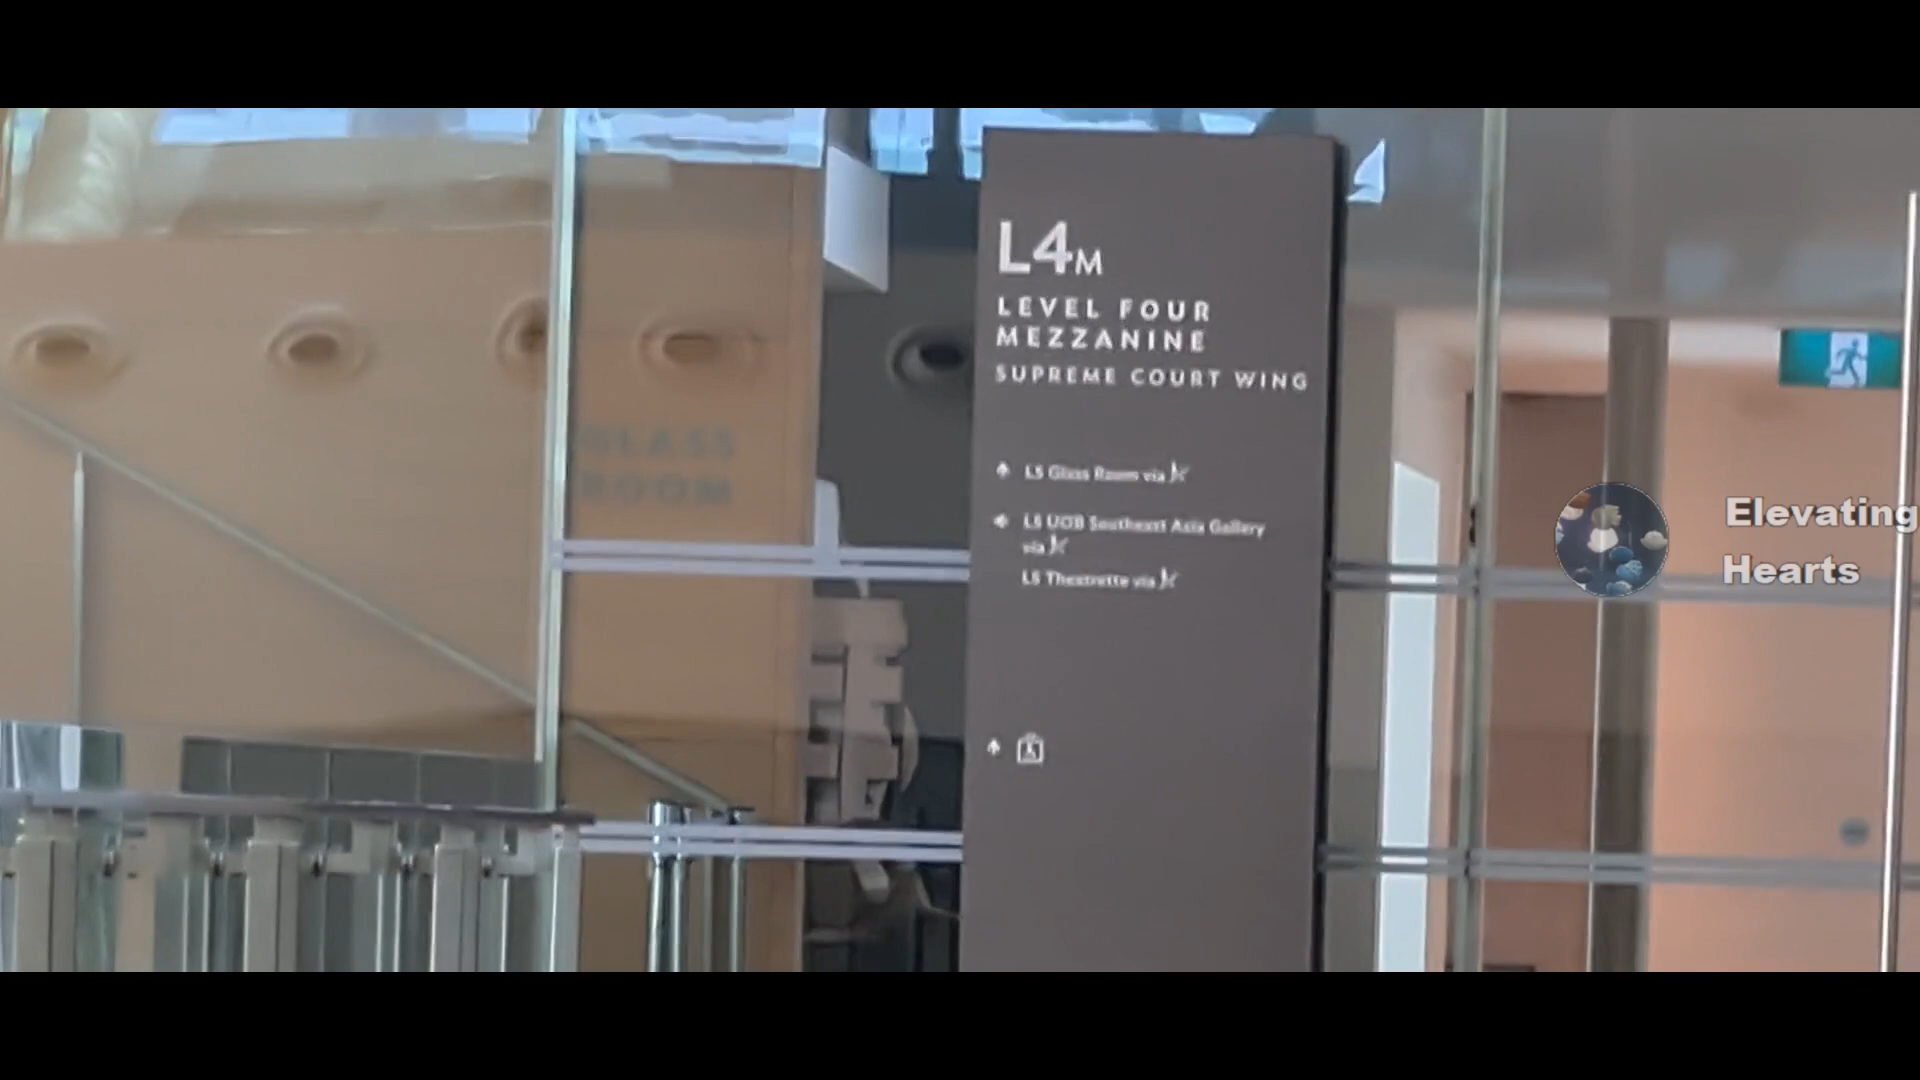 L4M
LEVEL FOUR
MEZZANINE
SUPREME COURT WING
L5 Glass Room via
L5 UOB Southeast Asia Gallery
via
L5 Theatrette via
GLASS
ROOM
Elevating
Hearts